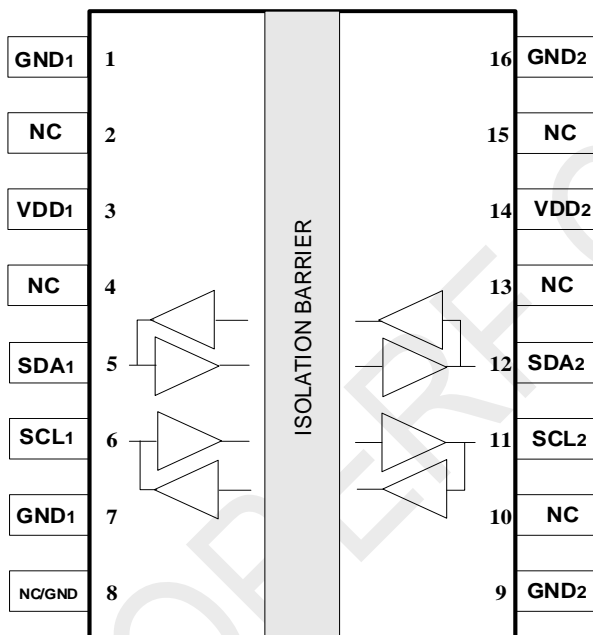 GND1 1 16 GND2
NC 2 15 NC
VDD1 3 14 VDD2
NC 4 13 NC
SDA1 5 12 SDA2
SCL1 6 11 SCL2
GND1 7 10 NC
NC/GND 8 9 GND2
ISOLATION BARRIER